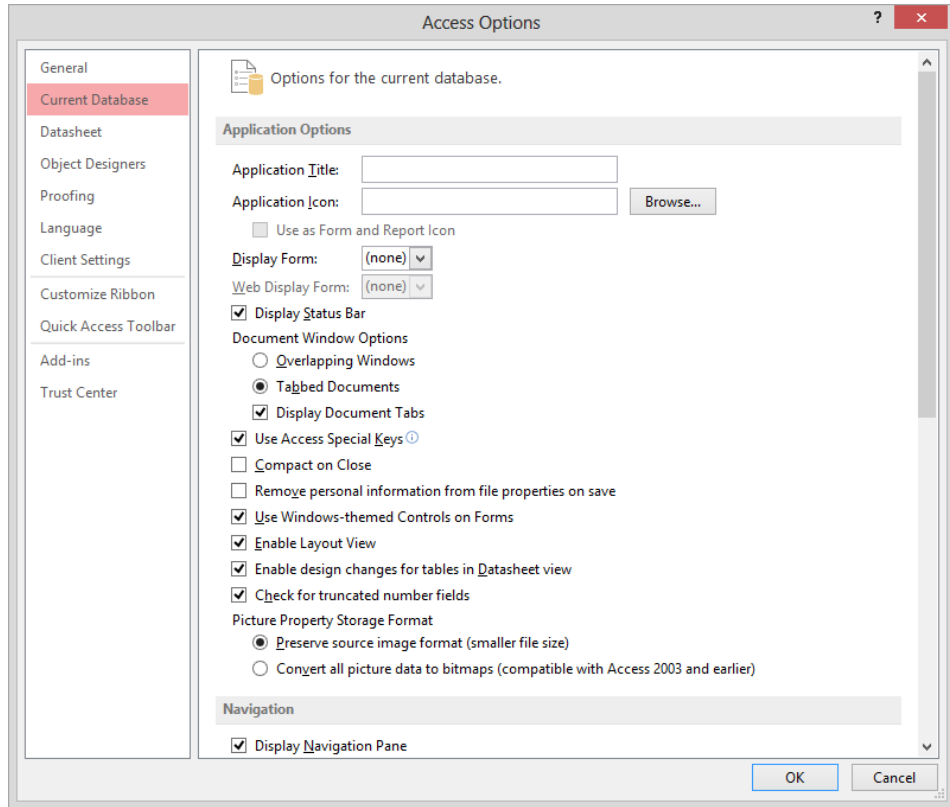 Access Options
?
General
Current Database
Datasheet
Object Designers
Proofing
Language
Client Settings
Customize Ribbon
Quick Access Toolbar
Add-ins
Trust Center
Options for the current database.
Application Options
Application Title:
Application Icon:
Browse...
Use as Form and Report Icon
Display Form: (none)
Web Display Form: (none)
Display Status Bar
Document Window Options
Overlapping Windows
Tabbed Documents
Display Document Tabs
Use Access Special Keys
Compact on Close
Remove personal information from file properties on save
Use Windows-themed Controls on Forms
Enable Layout View
Enable design changes for tables in Datasheet view
Check for truncated number fields
Picture Property Storage Format
Preserve source image format (smaller file size)
Convert all picture data to bitmaps (compatible with Access 2003 and earlier)
Navigation
Display Navigation Pane
OK Cancel